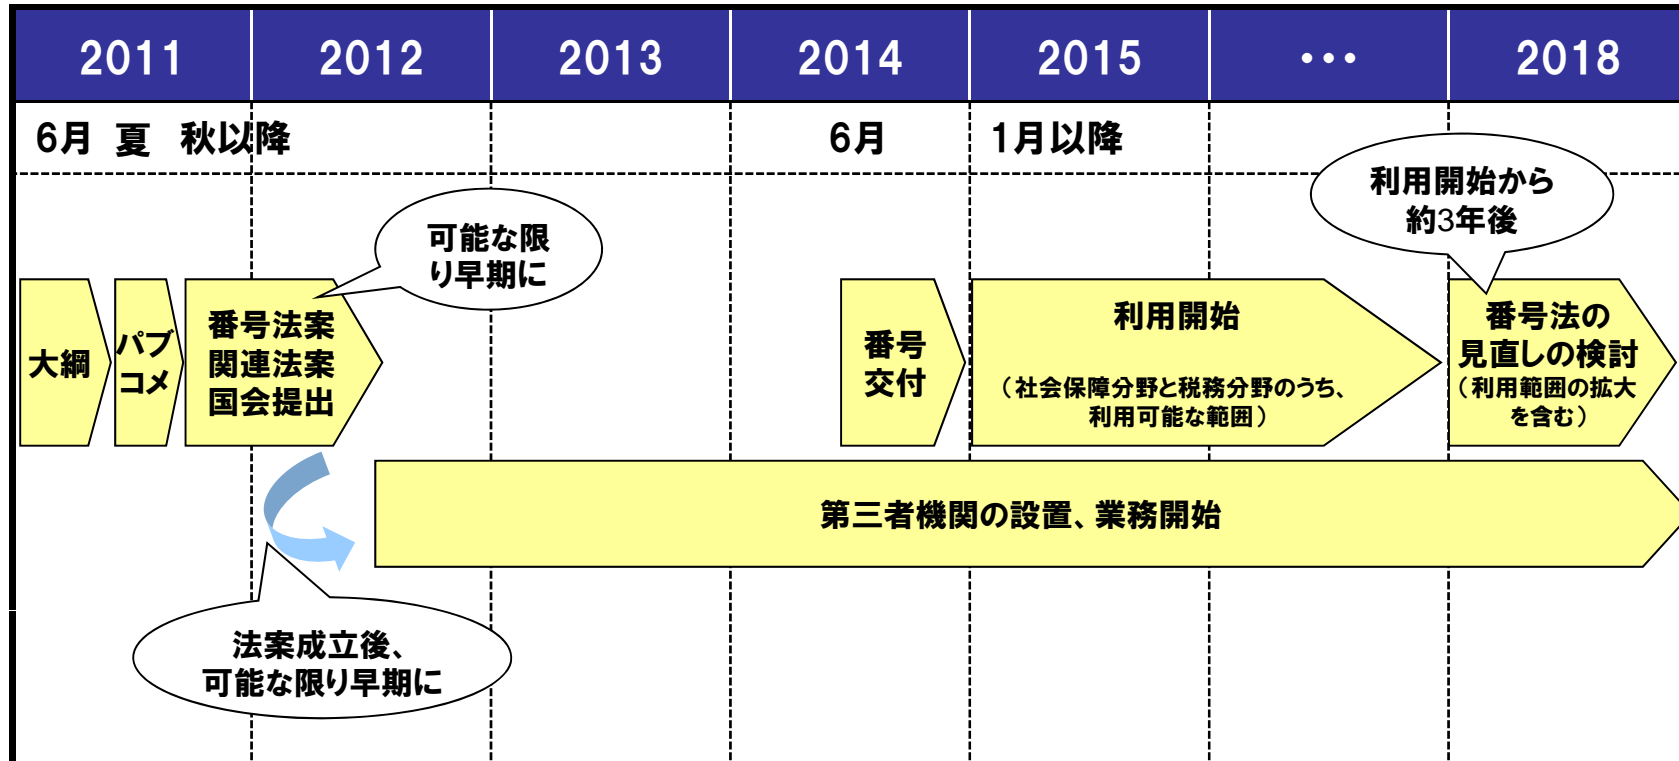 2011 2012 2013 2014 2015 ・・・ 2018
6月 夏 秋以降 6月 1月以降
利用開始から
約3年後
可能な限
り早期に
大綱
パブ
コメ
番号法案
関連法案
国会提出
番号
交付
利用開始
（社会保障分野と税務分野のうち、
利用可能な範囲）
番号法の
見直しの検討
（利用範囲の拡大
を含む）
第三者機関の設置、業務開始
法案成立後、
可能な限り早期に